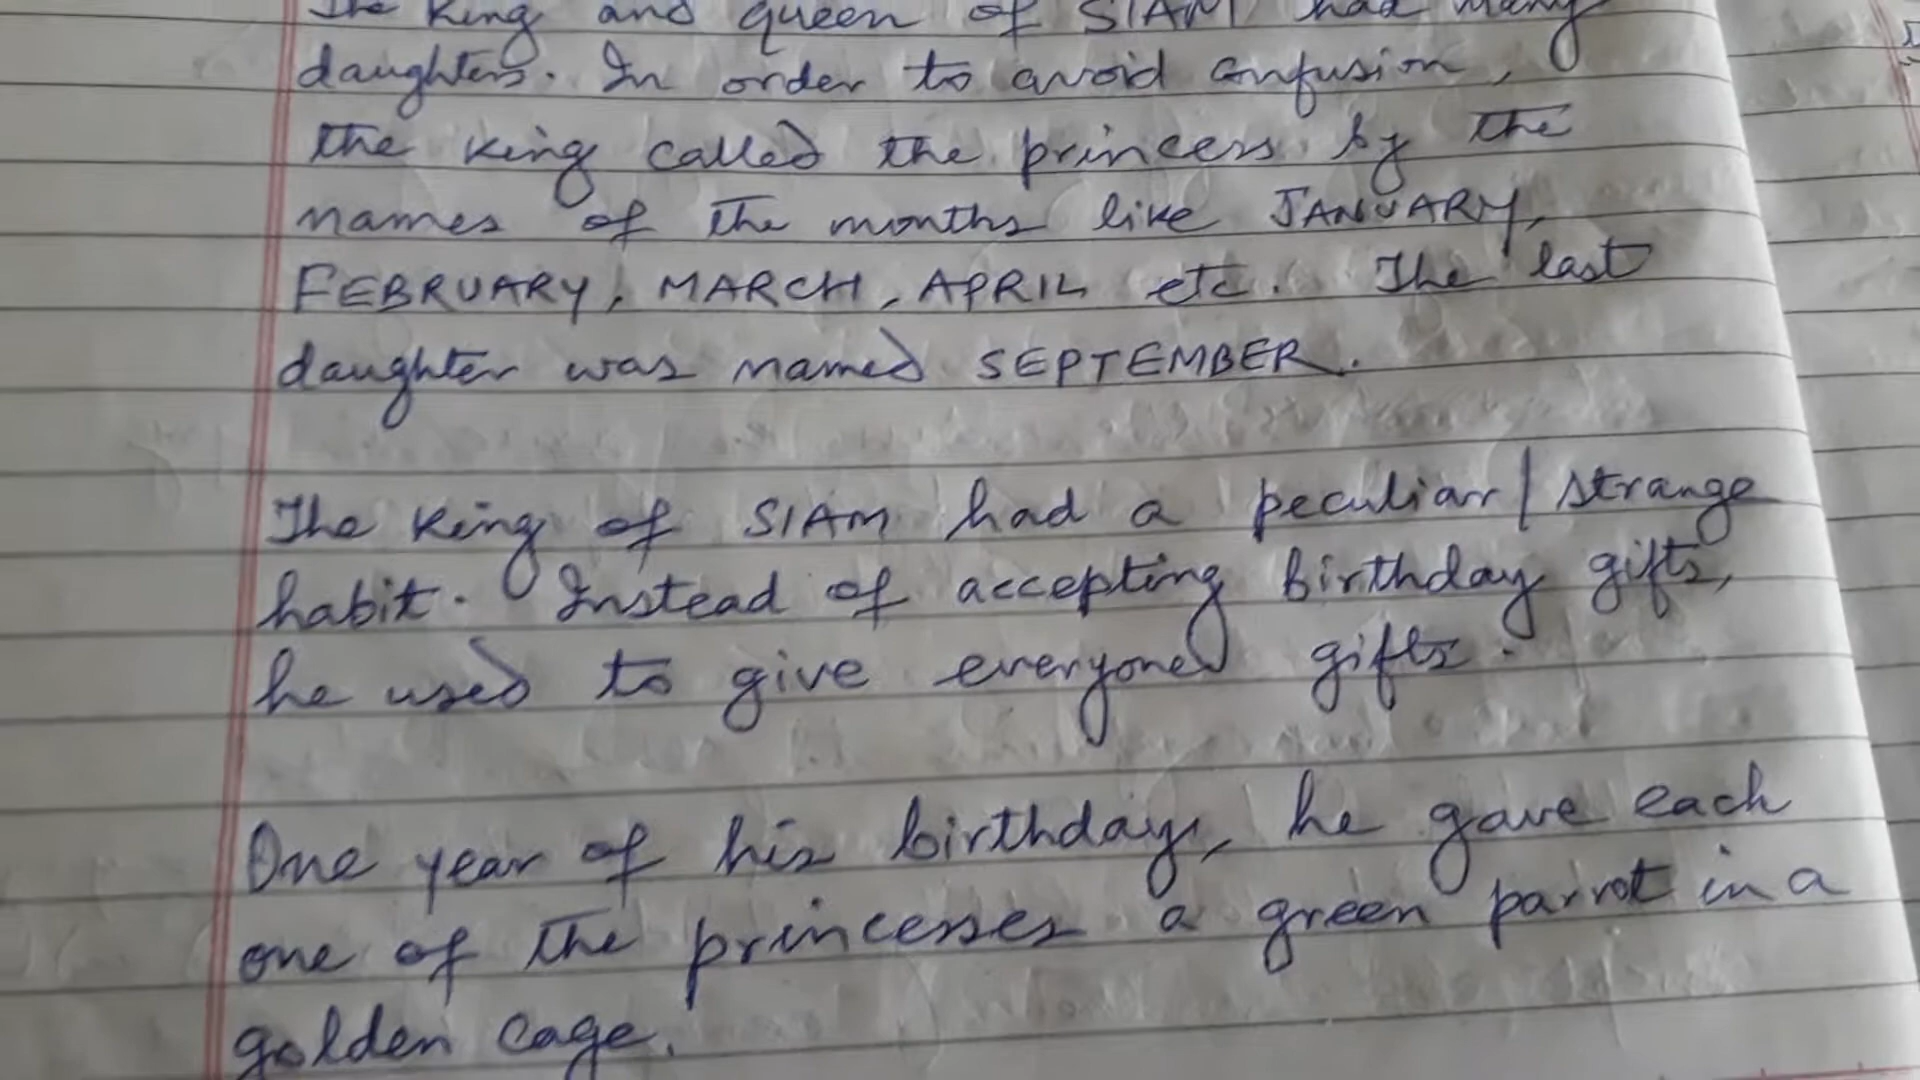 The King and queen of SIAM had many
daughters. In order to avoid confusion,
the king called the princess by the
names of the months like JANUARY,
FEBRUARY, MARCH, APRIL etc. The last
daughter was named SEPTEMBER.
The King of SIAM had a peculiar/strange
habit. Instead of accepting birthday gifts,
he used to give everyone gifts.
One year of his birthday, he gave each
one of the princesses a green parrot in a
golden cage.